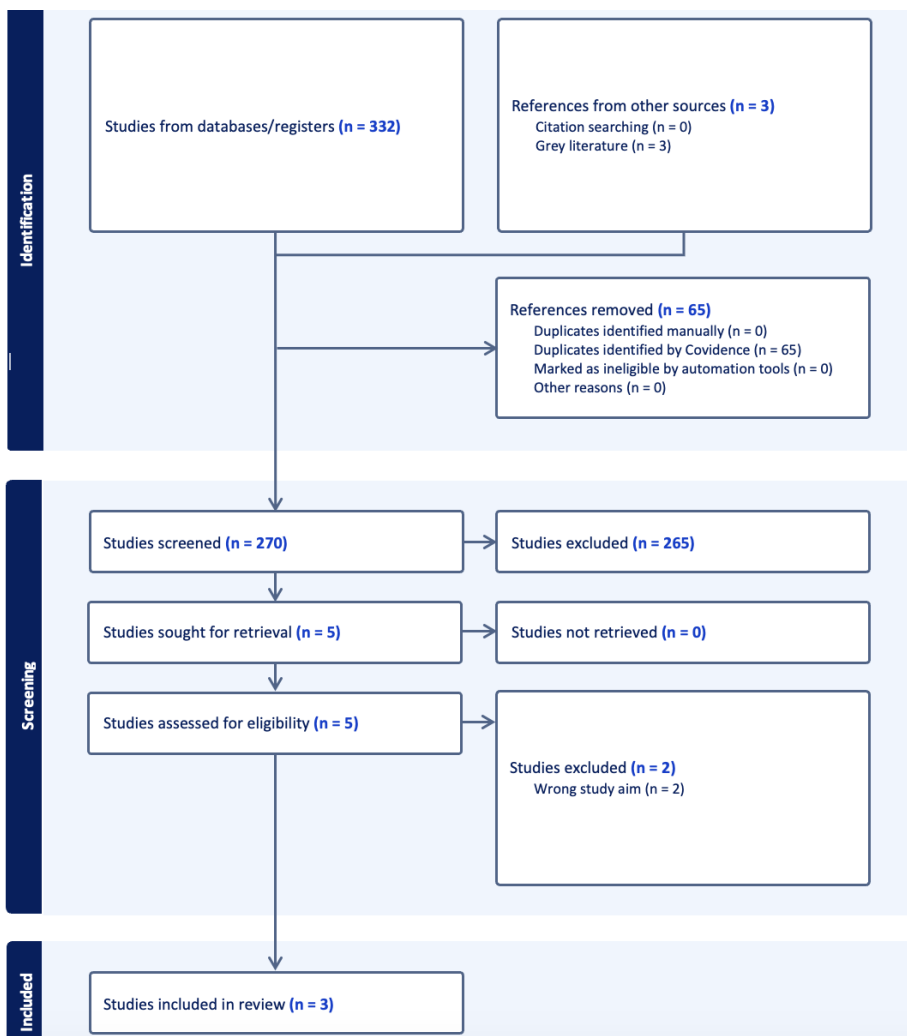 Identification
Studies from databases/registers (n = 332)
References from other sources (n = 3)
Citation searching (n = 0)
Grey literature (n = 3)
References removed (n = 65)
Duplicates identified manually (n = 0)
Duplicates identified by Covidence (n = 65)
Marked as ineligible by automation tools (n = 0)
Other reasons (n = 0)
Screening
Studies screened (n = 270)
Studies excluded (n = 265)
Studies sought for retrieval (n = 5)
Studies not retrieved (n = 0)
Studies assessed for eligibility (n = 5)
Studies excluded (n = 2)
Wrong study aim (n = 2)
Included
Studies included in review (n = 3)